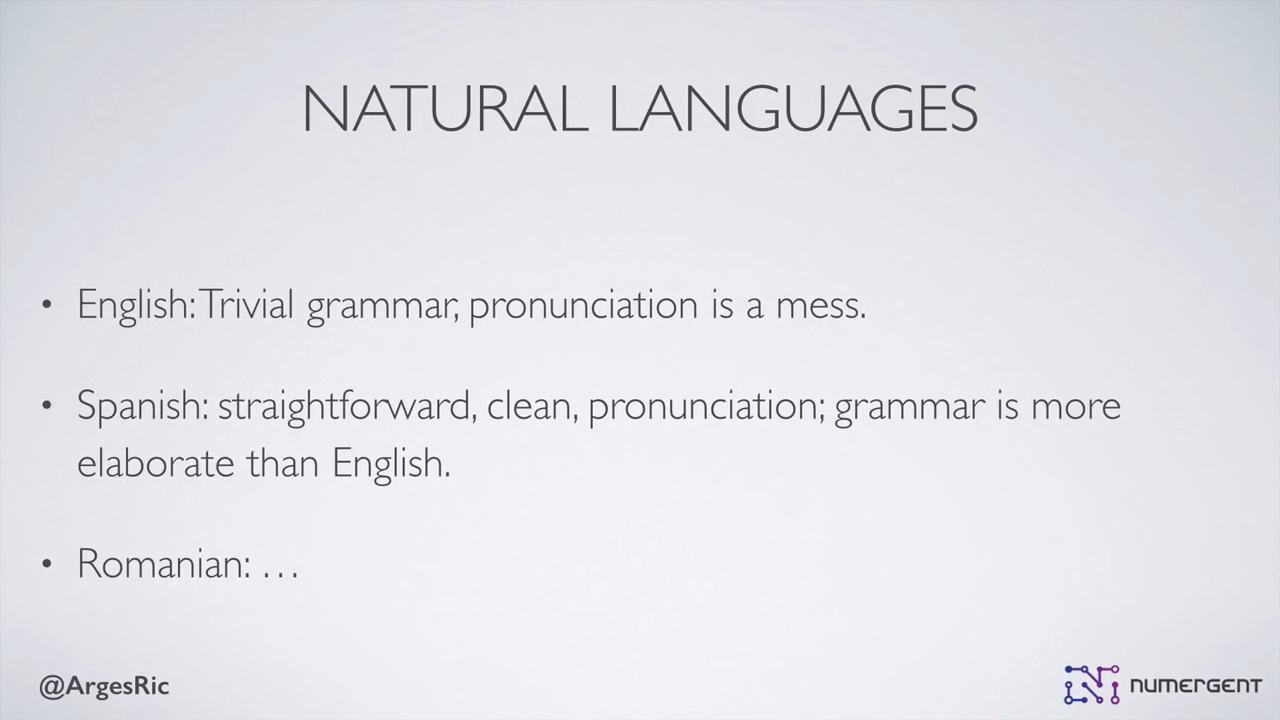 NATURAL LANGUAGES
• English: Trivial grammar, pronunciation is a mess.
• Spanish: straightforward, clean, pronunciation; grammar is more
elaborate than English.
• Romanian: …
@ArgesRic
NUMERGENT